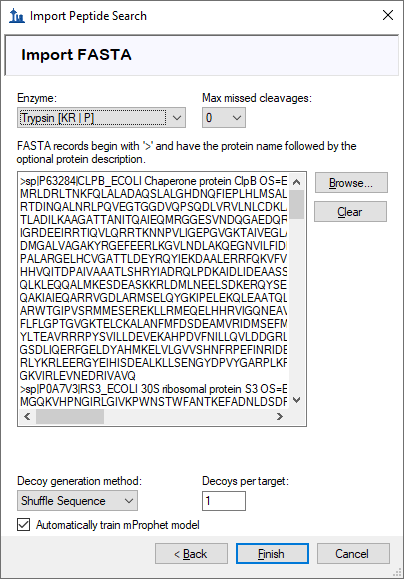 Import Peptide Search
Import FASTA
Enzyme:
Max missed cleavages:
Trypsin [KR | P]
0
FASTA records begin with '>' and have the protein name followed by the
optional protein description.
>sp|P63284|CLPB_ECOLI Chaperone protein ClpB OS=E
MRLDRLTNKFQLALADAQSLALGHDNQFIEPLHLMSAL
RTDINQALNRLPQVEGTGGDVQPSQDLVRVLNLCDKL
TLADILKAAGATTANITQAIEQMRGGESVNDQGAEDQR
IGRDEEIRRTIQVLQRRTKNNPVLIGEPGVGKTAIVEGLA
DMGALVAGAKYRGEFEERLKGVLNDLAKQEGNVILFID
PALARGELHCVGATTLDEYRQYIEKDAALERRFQKVFV
HHVQITDPAIVAAATLSHRYIADRQLPDKAIDLIDEAASS
QLKLEQQALMKESDEASKKRLDMLNEELSDKERQYSE
QAKIAIEQARRVGDLARMSELQYGKIPELEKQLEAATQL
ARWTGIPVSRMMESEREKLLRMEQELHHRVIGQNEAV
FLFLGPTGVGKTELCKALANFMFDSDEAMVRIDMSEFM
YLTEAVRRRPYSVILLDEVEKAHPDVFNILLQVLDDGRL
GSDLIQERFGELDYAHMKELVLGVVSHNFRPEFINRIDE
RLYKRLEERGYEIHISDEALKLLSENGYDPVYGARPLKF
GKVIRLEVNEDRIVAVQ
>sp|P0A7V3|RS3_ECOLI 30S ribosomal protein S3 OS=E
MGQKVHPNGIRLGIVKPWNSTWFANTKEFADNLDSDF
Browse...
Clear
Decoy generation method:
Decoys per target:
Shuffle Sequence
1
Automatically train mProphet model
< Back
Finish
Cancel